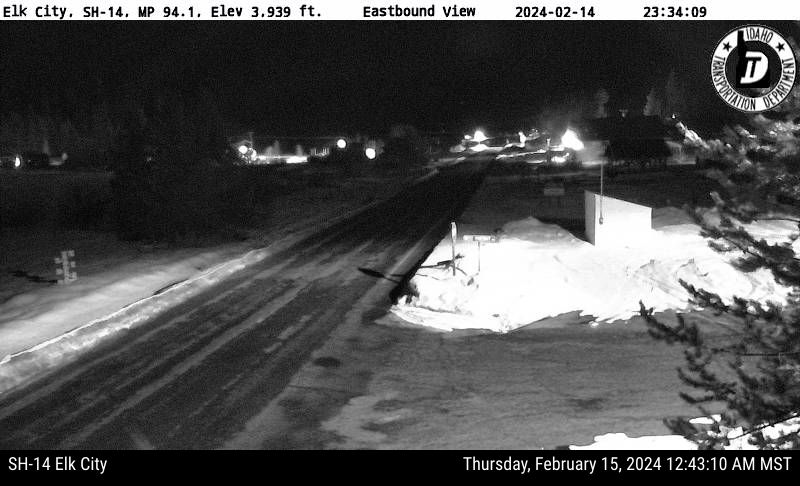 Elk City, SH-14, MP 94.1, Elev 3,939 ft. Eastbound View 2024-02-14 23:34:09
IDAHO
TRANSPORTATION DEPARTMENT
SH-14 Elk City Thursday, February 15, 2024 12:43:10 AM MST